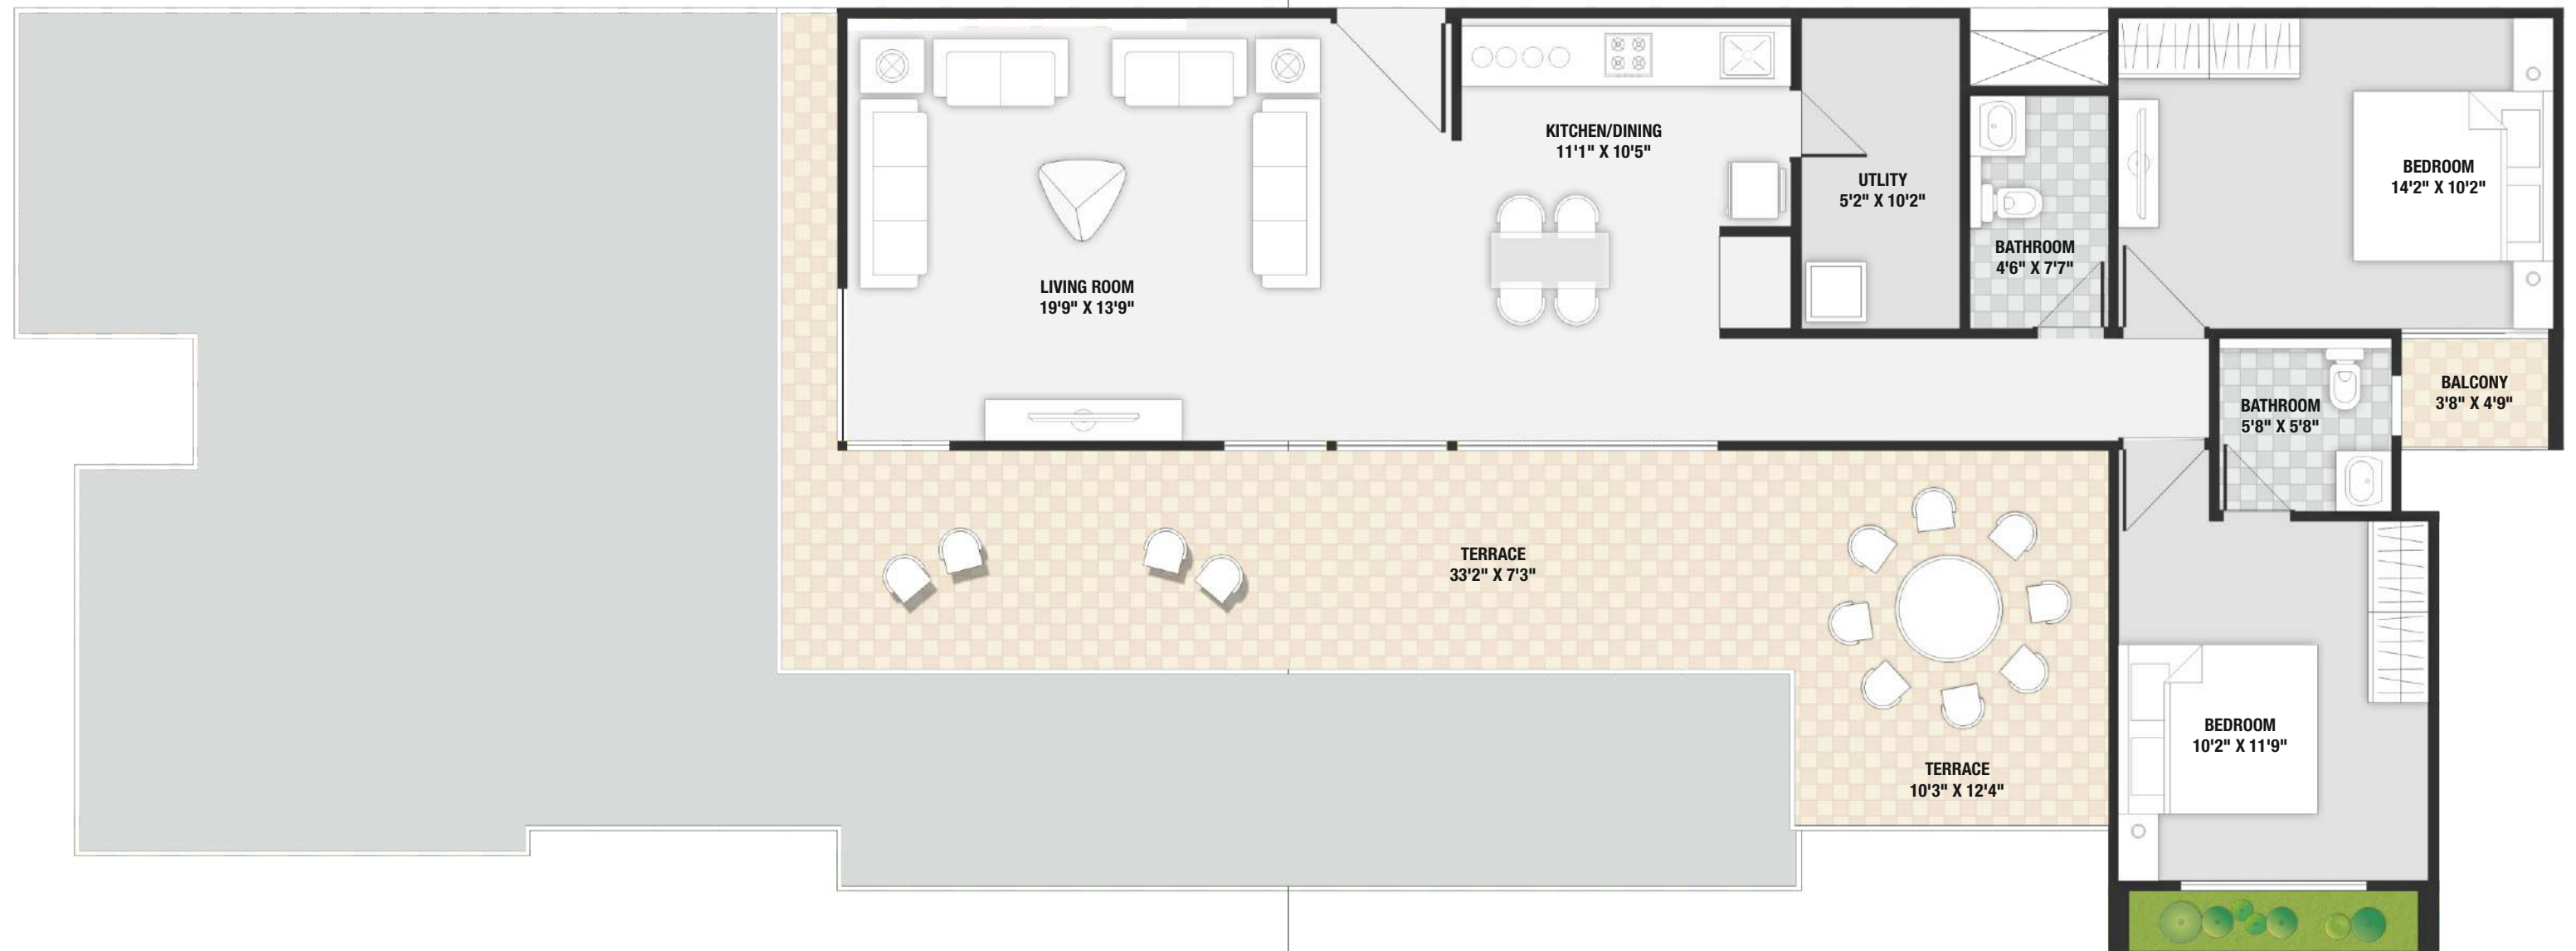 KITCHEN/DINING
11'1" X 10'5"
BEDROOM
14'2" X 10'2"
UTLITY
5'2" X 10'2"
BATHROOM
4'6" X 7'7"
LIVING ROOM
19'9" X 13'9"
BALCONY
3'8" X 4'9"
BATHROOM
5'8" X 5'8"
TERRACE
33'2" X 7'3"
BEDROOM
10'2" X 11'9"
TERRACE
10'3" X 12'4"